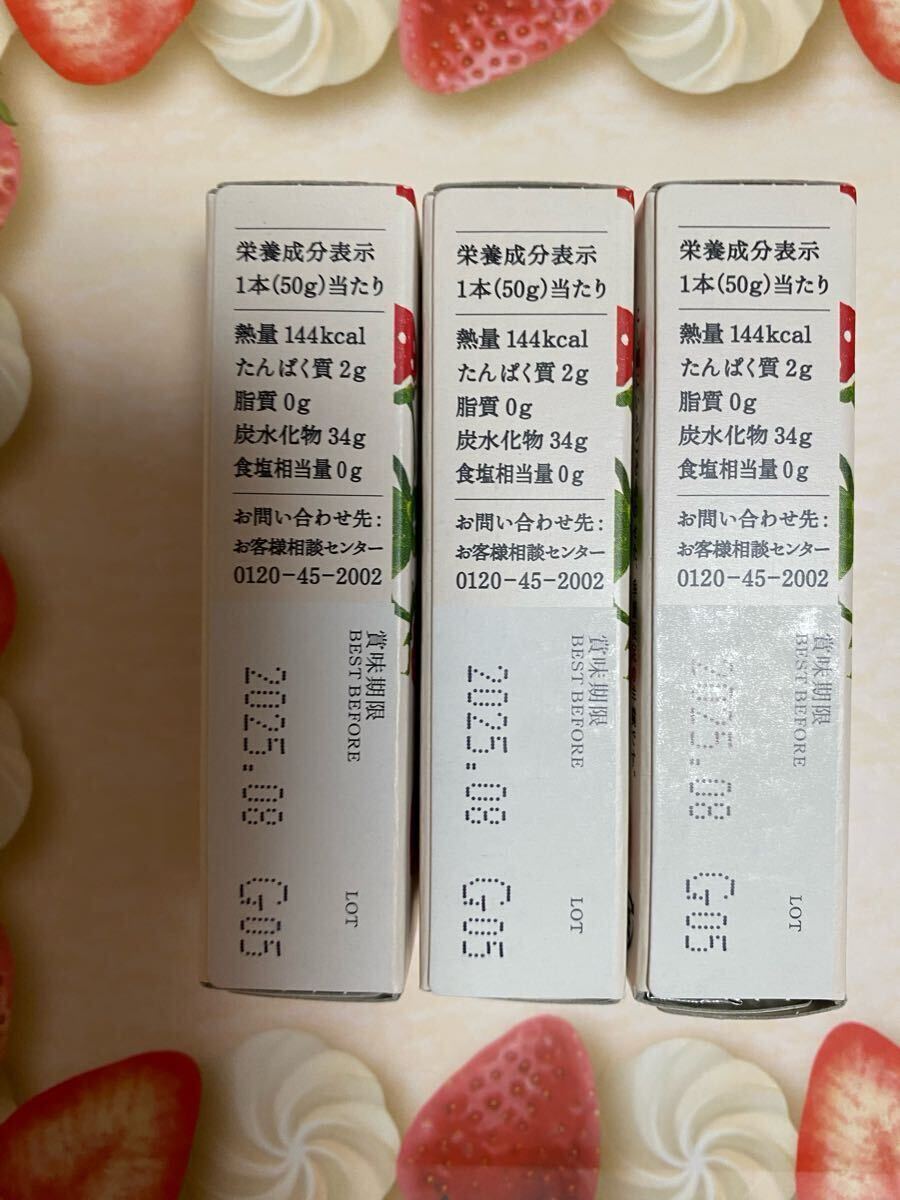 栄養成分表示
1本(50g)当たり
熱量 144kcal
たんぱく質 2g
脂質 0g
炭水化物 34g
食塩相当量 0g
お問い合わせ先:
お客様相談センター
0120-45-2002
賞味期限
BEST BEFORE
2025.08
LOT
G05
栄養成分表示
1本(50g)当たり
熱量 144kcal
たんぱく質 2g
脂質 0g
炭水化物 34g
食塩相当量 0g
お問い合わせ先:
お客様相談センター
0120-45-2002
賞味期限
BEST BEFORE
2025.08
LOT
G05
栄養成分表示
1本(50g)当たり
熱量 144kcal
たんぱく質 2g
脂質 0g
炭水化物 34g
食塩相当量 0g
お問い合わせ先:
お客様相談センター
0120-45-2002
賞味期限
BEST BEFORE
2025.08
LOT
G05